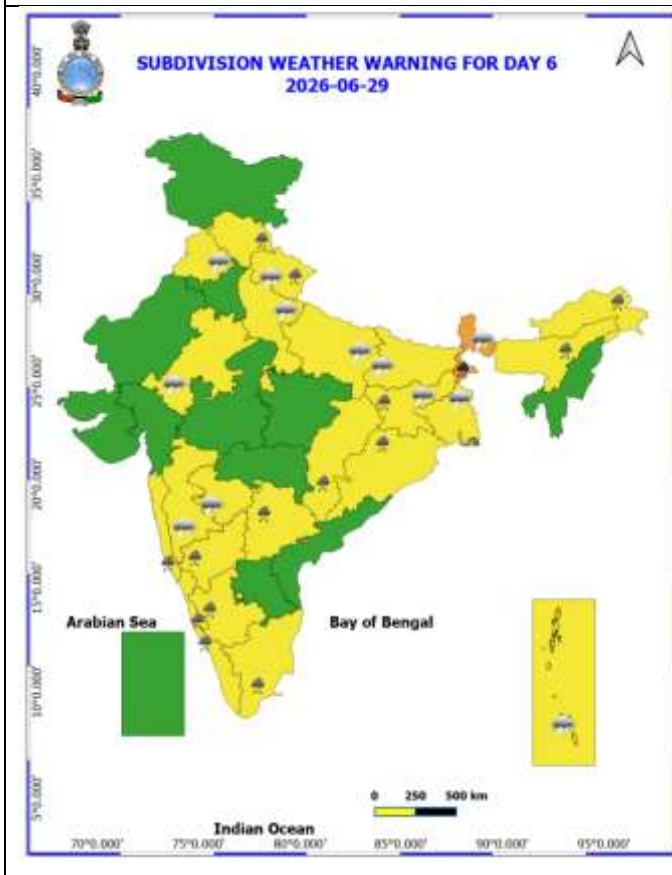 SUBDIVISION WEATHER WARNING FOR DAY 6
2026-06-29
40°0.000'
35°0.000'
30°0.000'
25°0.000'
20°0.000'
15°0.000'
10°0.000'
5°0.000'
Arabian Sea
Bay of Bengal
0 250 500 km
Indian Ocean
70°0.000' 75°0.000' 80°0.000' 85°0.000' 90°0.000' 95°0.000'